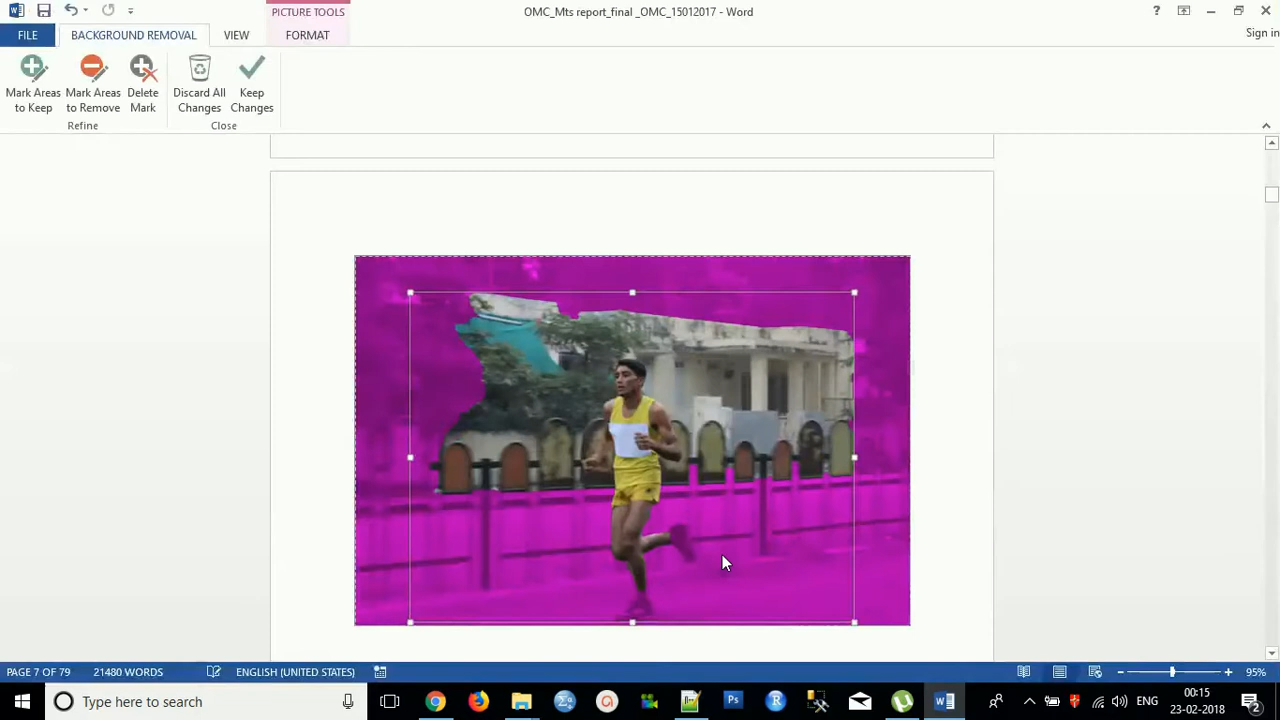 PICTURE TOOLS
OMC_Mts report_final _OMC_15012017 - Word
?
FILE
BACKGROUND REMOVAL
VIEW
FORMAT
Sign in
Mark Areas to Keep
Mark Areas to Remove
Delete Mark
Discard All Changes
Keep Changes
Refine
Close
PAGE 7 OF 79
21480 WORDS
ENGLISH (UNITED STATES)
95%
Type here to search
Ps
R
ENG
00:15
23-02-2018
2